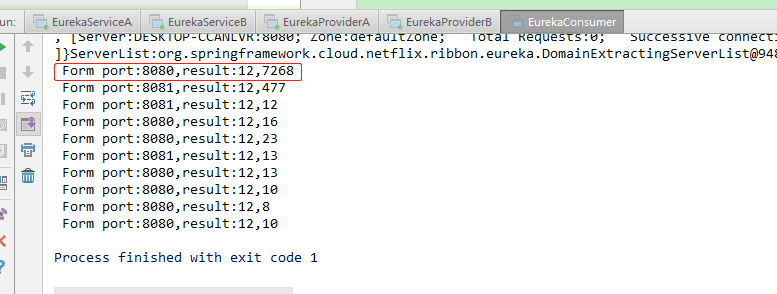 un: EurekaServiceA EurekaServiceB EurekaProviderA EurekaProviderB EurekaConsumer
, [Server:DESKTOP-CCANLVR:8080; Zone:defaultZone; Total Requests:0; Successive connecti
]}ServerList:org.springframework.cloud.netflix.ribbon.eureka.DomainExtractingServerList@948
Form port:8080,result:12,7268
Form port:8081,result:12,477
Form port:8081,result:12,12
Form port:8080,result:12,16
Form port:8080,result:12,23
Form port:8081,result:12,13
Form port:8080,result:12,13
Form port:8080,result:12,10
Form port:8080,result:12,8
Form port:8080,result:12,10
Process finished with exit code 1